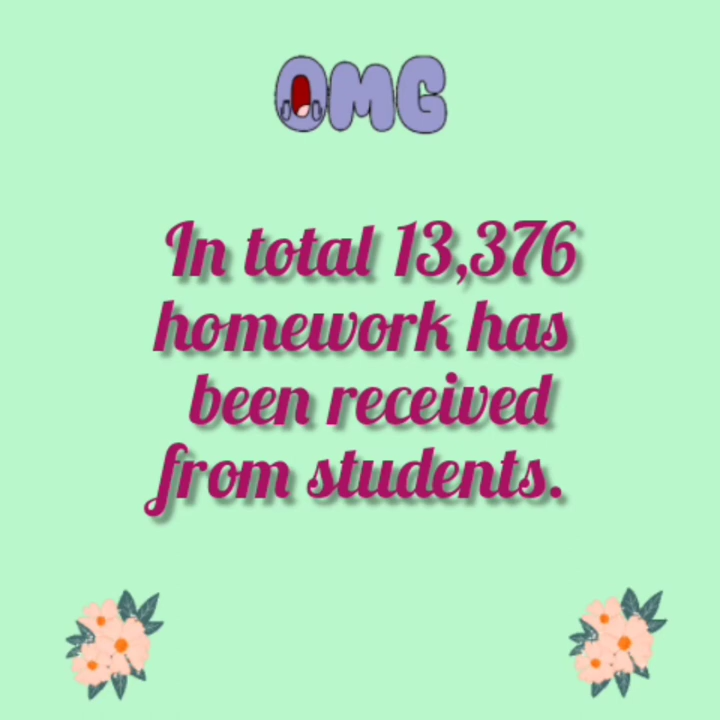 OMG
In total 13,376
homework has
been received
from students.